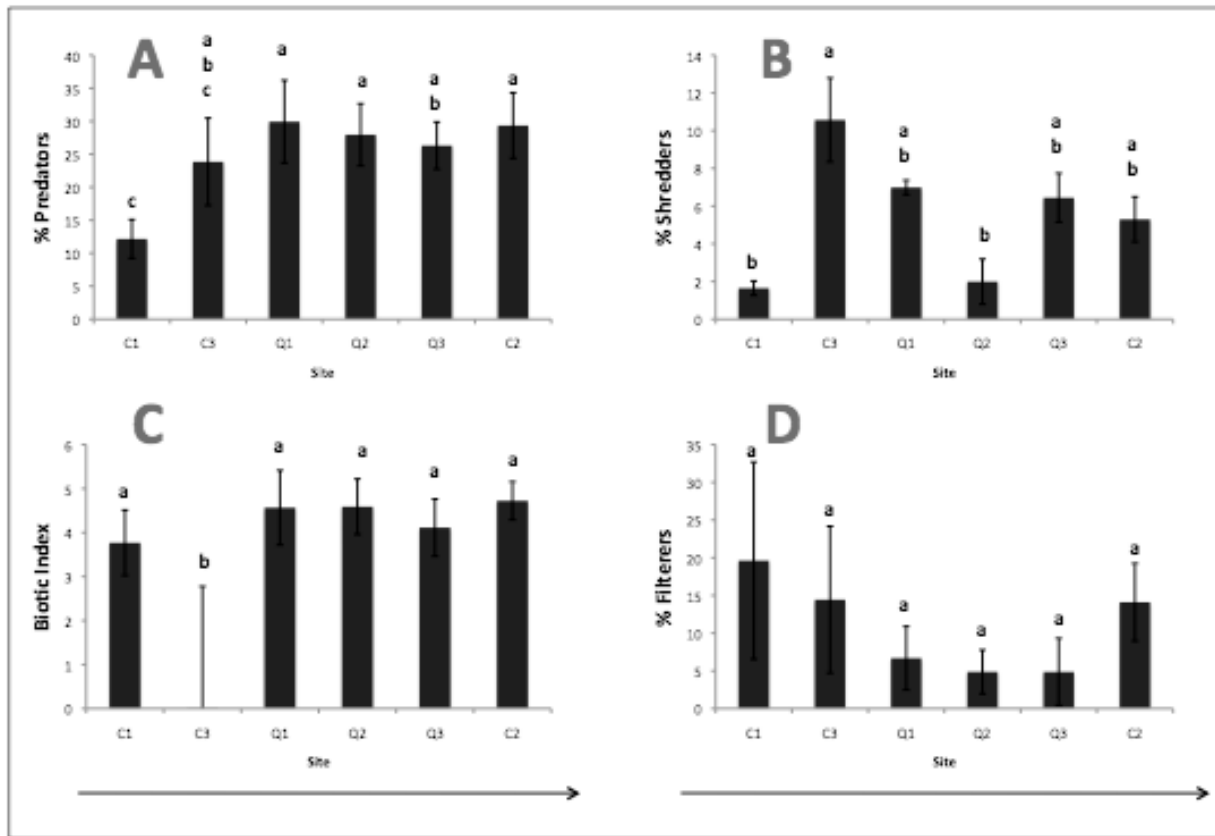 A
% Predators
40
35
30
25
20
15
10
5
0
c
a
b
c
a
a
a
b
a
C1 C3 Q1 Q2 Q3 C2
Site
B
% Shredders
14
12
10
8
6
4
2
0
b
a
a
b
b
a
b
a
b
C1 C3 Q1 Q2 Q3 C2
Site
C
Biotic Index
6
5
4
3
2
1
0
a
b
a
a
a
a
C1 C3 Q1 Q2 Q3 C2
Site
D
% Filterers
35
30
25
20
15
10
5
0
a
a
a
a
a
a
C1 C3 Q1 Q2 Q3 C2
Site